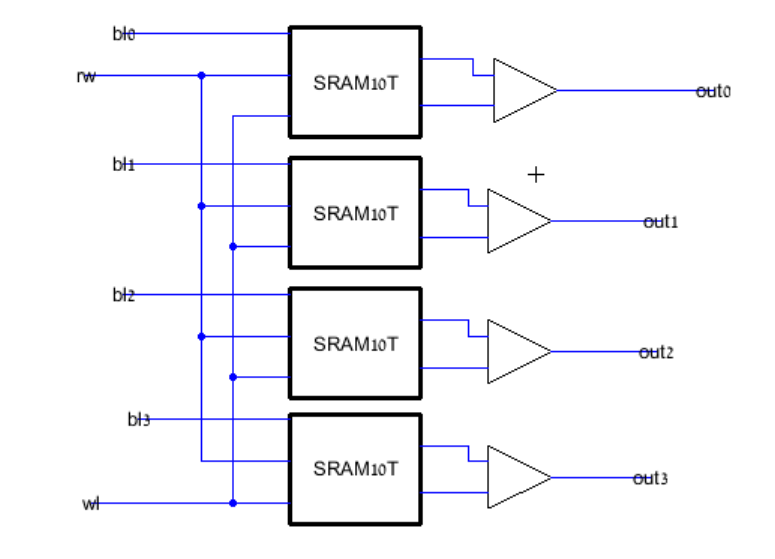 bl0
rw
SRAM10T
out0
bl1
SRAM10T
out1
bl2
SRAM10T
out2
bl3
SRAM10T
out3
wl